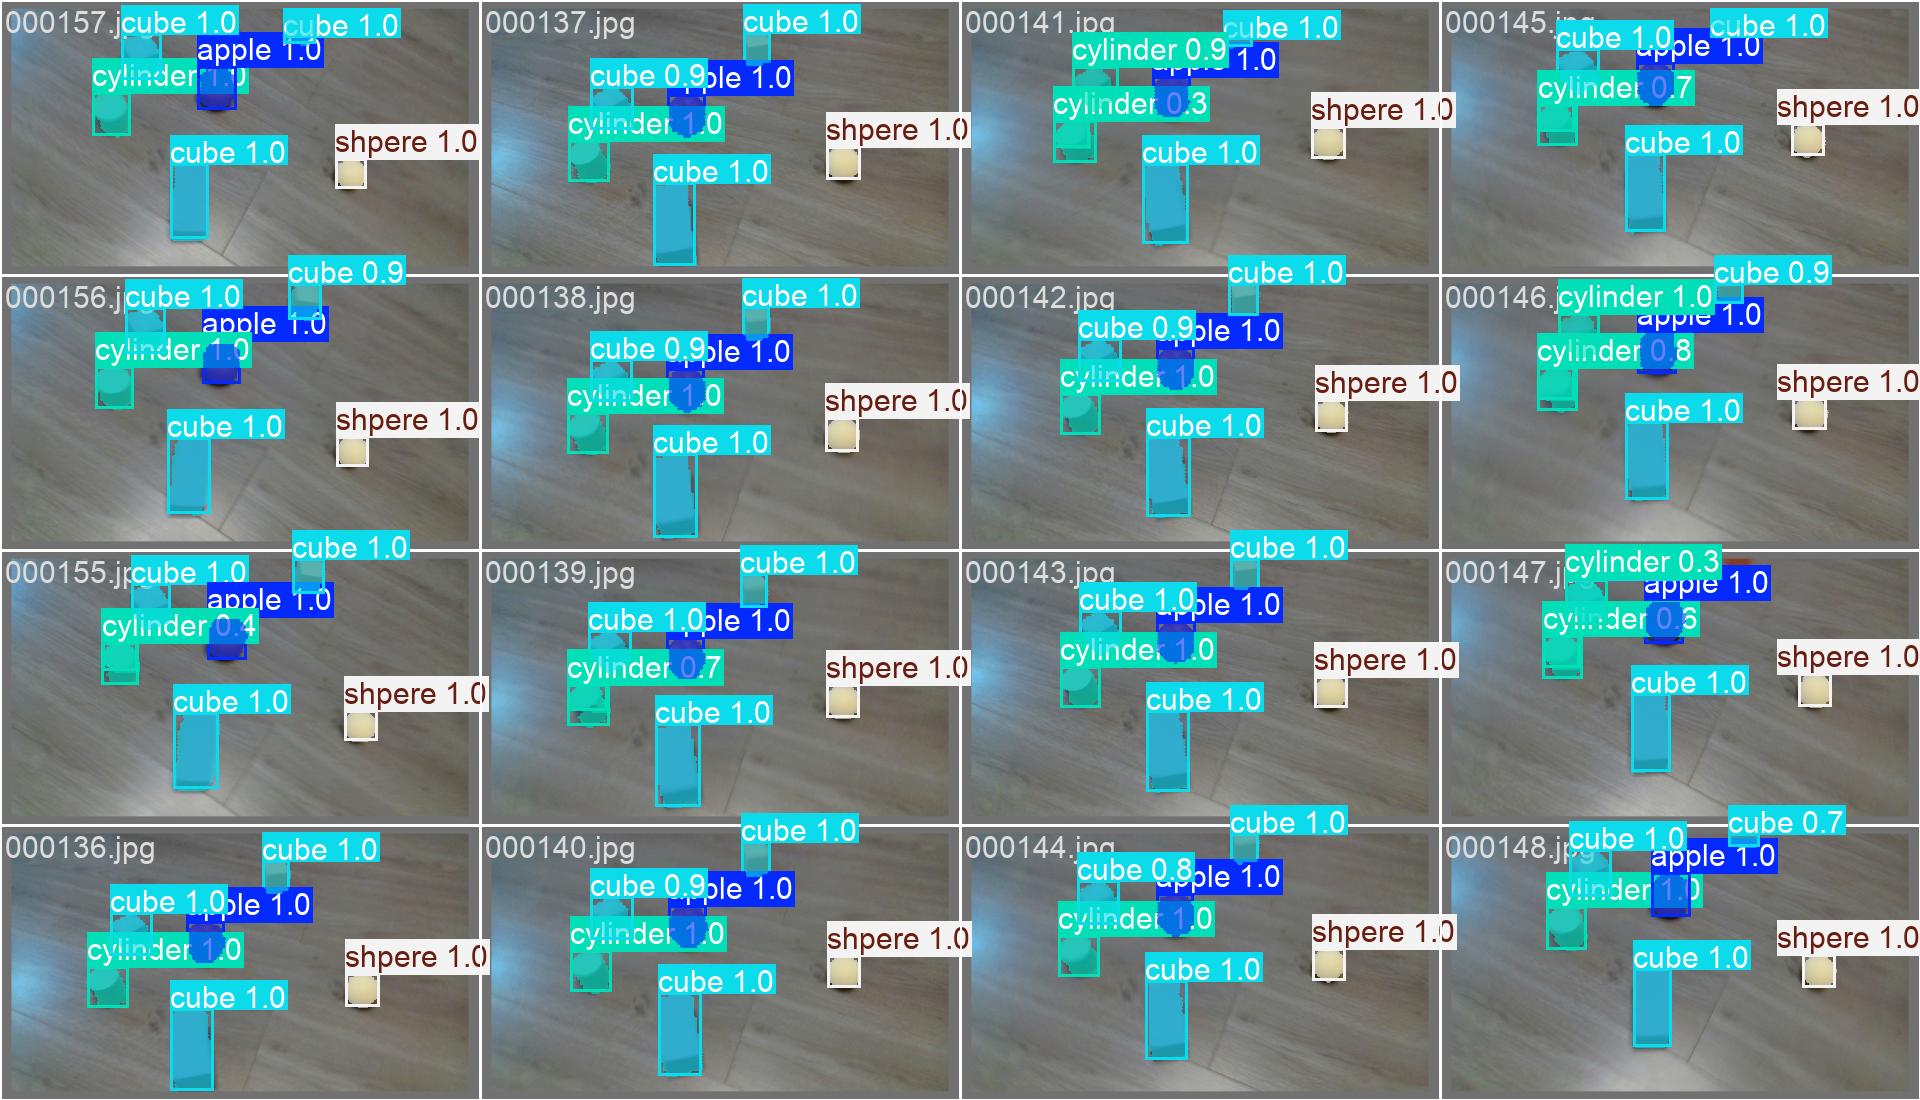 000157.jpg
cube 1.0
cube 1.0
apple 1.0
cylinder 1.0
shpere 1.0
cube 1.0
000137.jpg
cube 1.0
cube 0.9
apple 1.0
cylinder 1.0
shpere 1.0
cube 1.0
000141.jpg
cube 1.0
cylinder 0.9
apple 1.0
cylinder 0.3
shpere 1.0
cube 1.0
000145.jpg
cube 1.0
cube 1.0
apple 1.0
cylinder 0.7
shpere 1.0
cube 1.0
000156.jpg
cube 0.9
cube 1.0
apple 1.0
cylinder 1.0
shpere 1.0
cube 1.0
000138.jpg
cube 1.0
cube 0.9
apple 1.0
cylinder 1.0
shpere 1.0
cube 1.0
000142.jpg
cube 1.0
cube 0.9
apple 1.0
cylinder 1.0
shpere 1.0
cube 1.0
000146.jpg
cube 0.9
cylinder 1.0
apple 1.0
cylinder 0.8
shpere 1.0
cube 1.0
000155.jpg
cube 1.0
cube 1.0
apple 1.0
cylinder 0.4
shpere 1.0
cube 1.0
000139.jpg
cube 1.0
cube 1.0
apple 1.0
cylinder 0.7
shpere 1.0
cube 1.0
000143.jpg
cube 1.0
cube 1.0
apple 1.0
cylinder 1.0
shpere 1.0
cube 1.0
000147.jpg
cylinder 0.3
apple 1.0
cylinder 0.6
shpere 1.0
cube 1.0
000136.jpg
cube 1.0
cube 1.0
apple 1.0
cylinder 1.0
shpere 1.0
cube 1.0
000140.jpg
cube 1.0
cube 0.9
apple 1.0
cylinder 1.0
shpere 1.0
cube 1.0
000144.jpg
cube 1.0
cube 0.8
apple 1.0
cylinder 1.0
shpere 1.0
cube 1.0
000148.jpg
cube 0.7
cube 1.0
apple 1.0
cylinder 1.0
shpere 1.0
cube 1.0